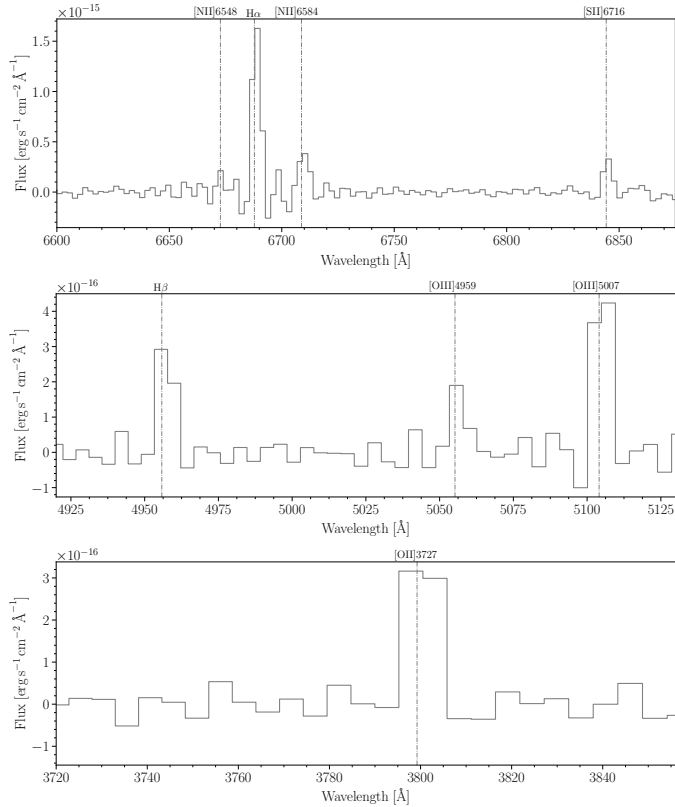 [NII]6548 Hα [NII]6584 [SII]6716
×10⁻¹⁵
1.5
1.0
0.5
0.0
Flux [erg s⁻¹ cm⁻² Å⁻¹]
6600 6650 6700 6750 6800 6850
Wavelength [Å]
Hβ [OIII]4959 [OIII]5007
×10⁻¹⁶
4
3
2
1
0
−1
Flux [erg s⁻¹ cm⁻² Å⁻¹]
4925 4950 4975 5000 5025 5050 5075 5100 5125
Wavelength [Å]
[OII]3727
×10⁻¹⁶
3
2
1
0
−1
Flux [erg s⁻¹ cm⁻² Å⁻¹]
3720 3740 3760 3780 3800 3820 3840
Wavelength [Å]